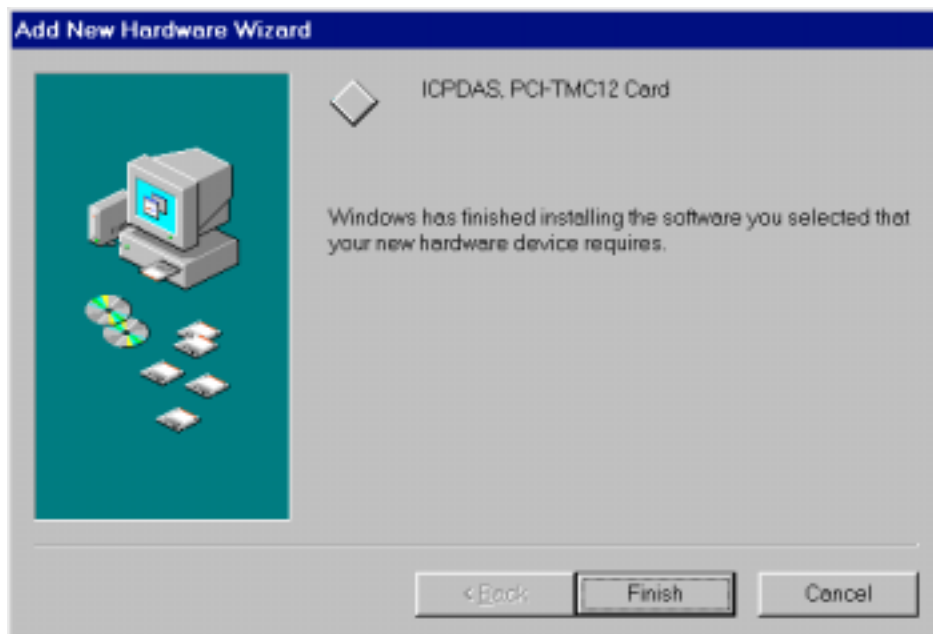 Add New Hardware Wizard
ICPDAS, PCI-TMC12 Card
Windows has finished installing the software you selected that
your new hardware device requires.
< Back
Finish
Cancel